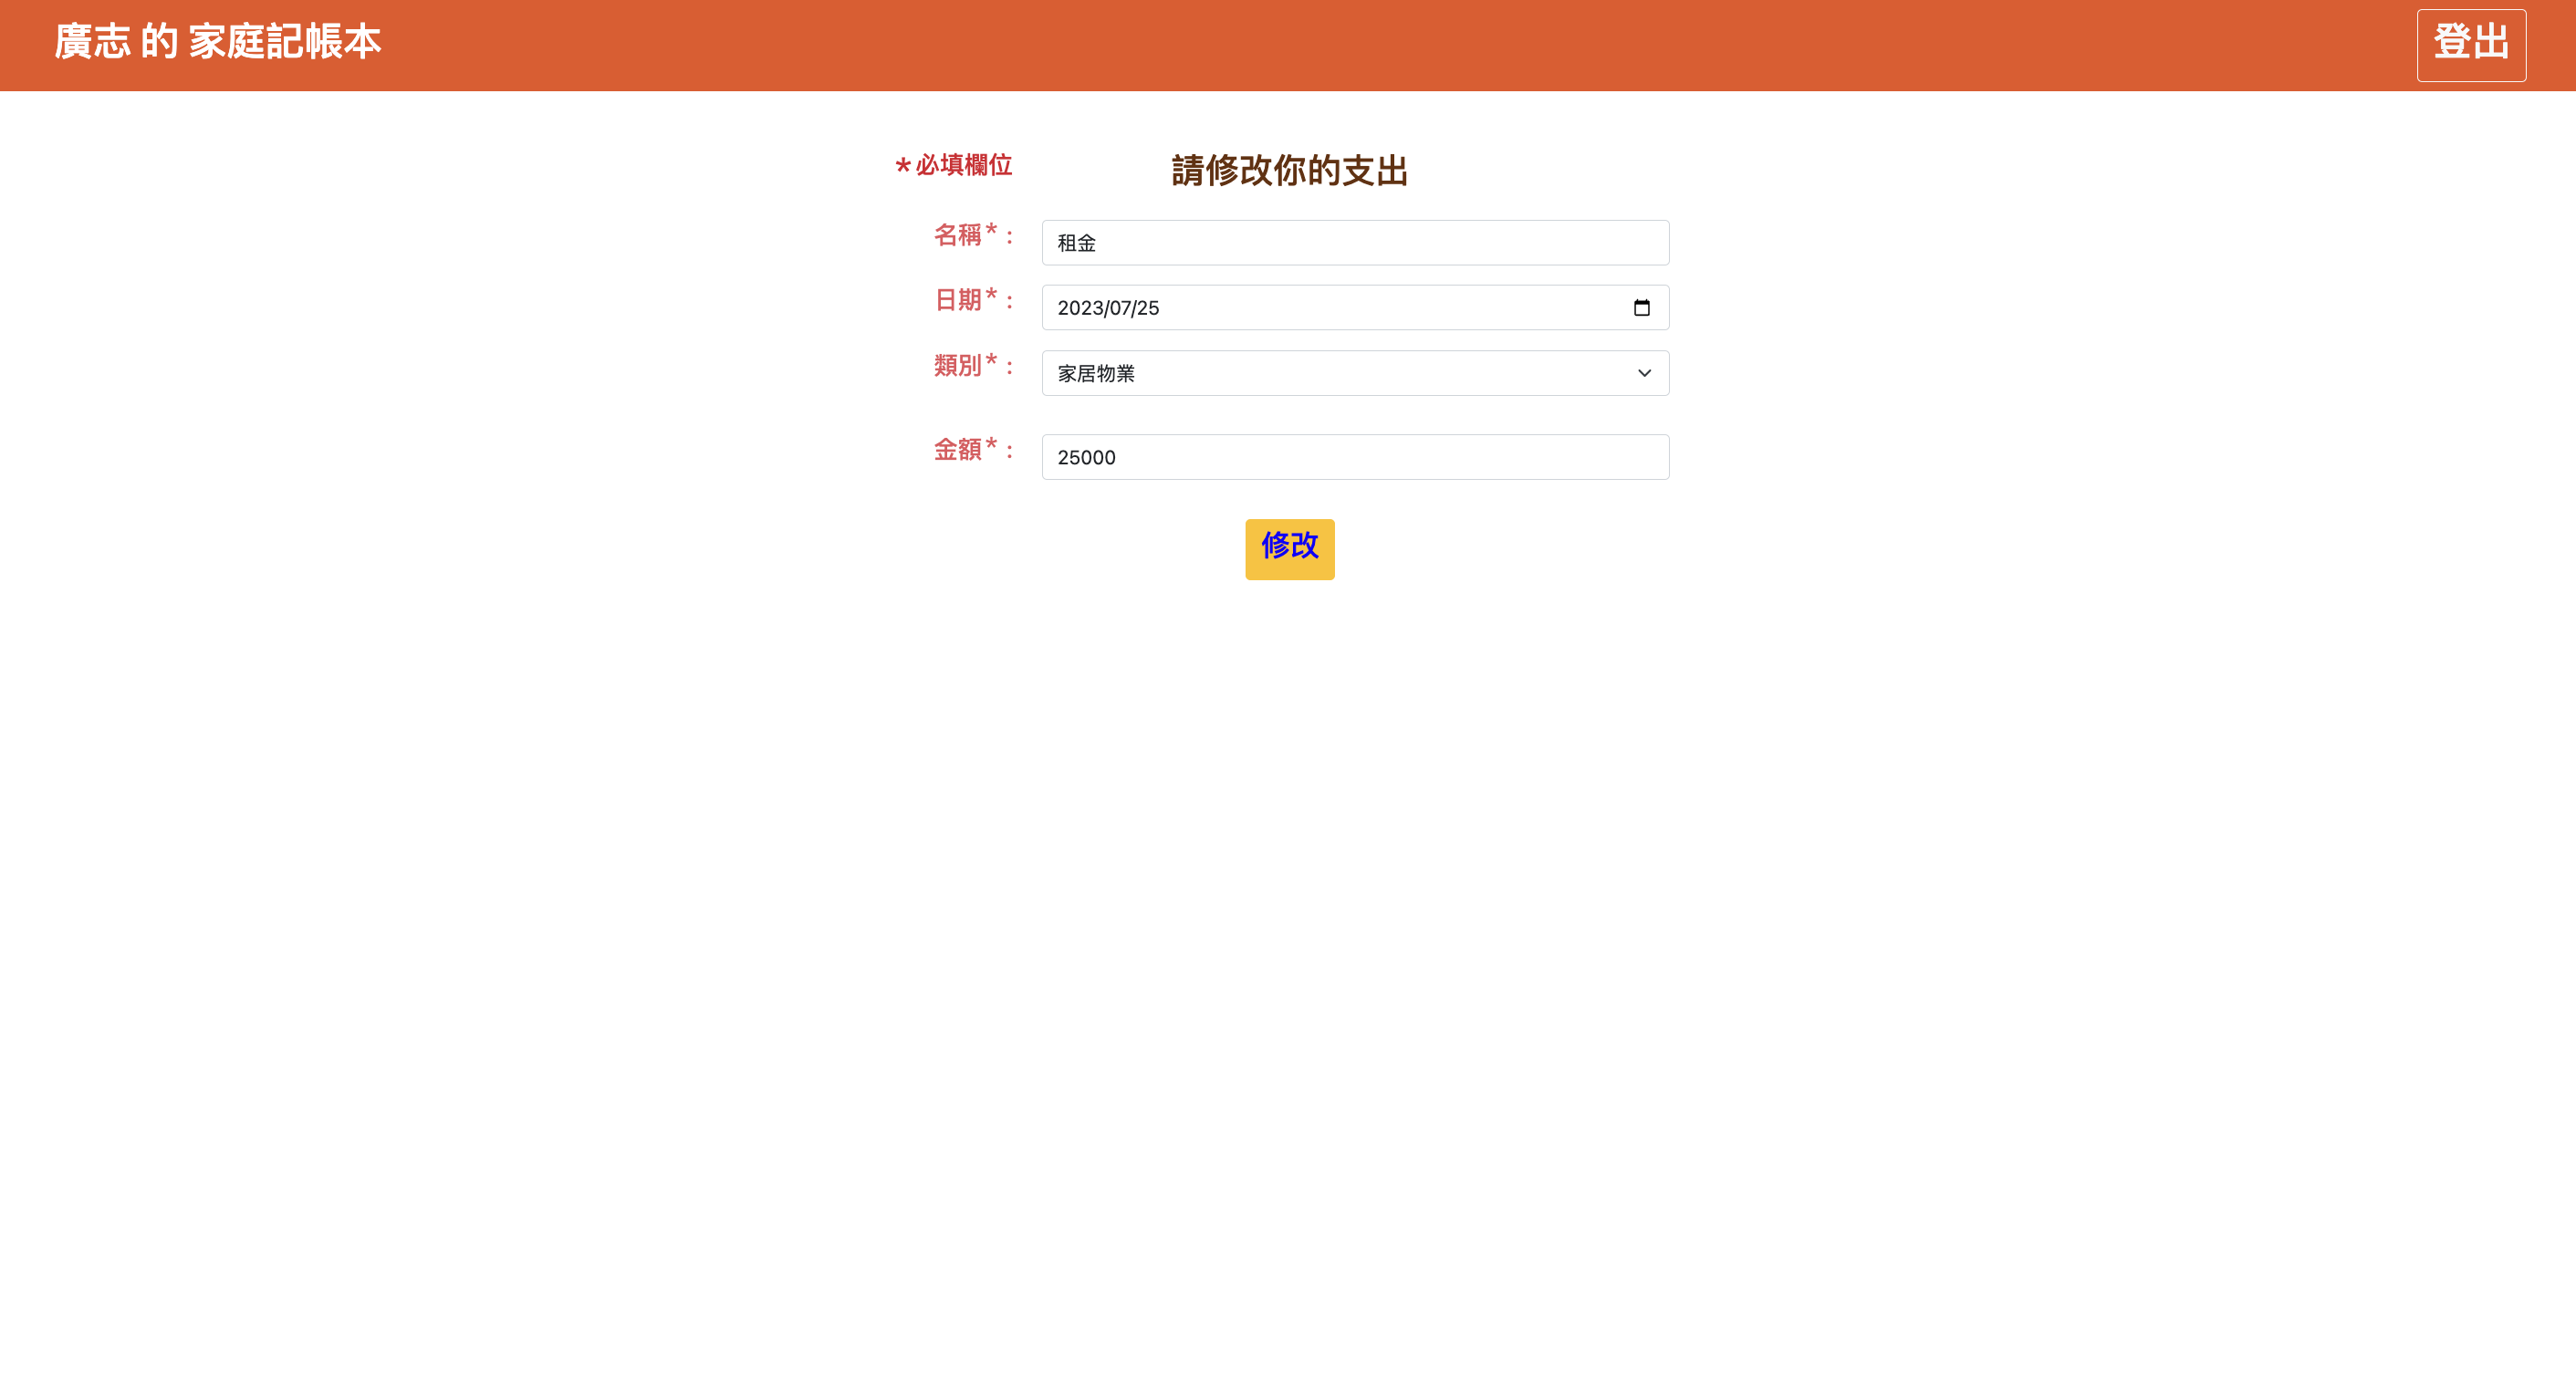 廣志 的 家庭記帳本
登出
*必填欄位
請修改你的支出
名稱* :
租金
日期* :
2023/07/25
類別* :
家居物業
金額* :
25000
修改